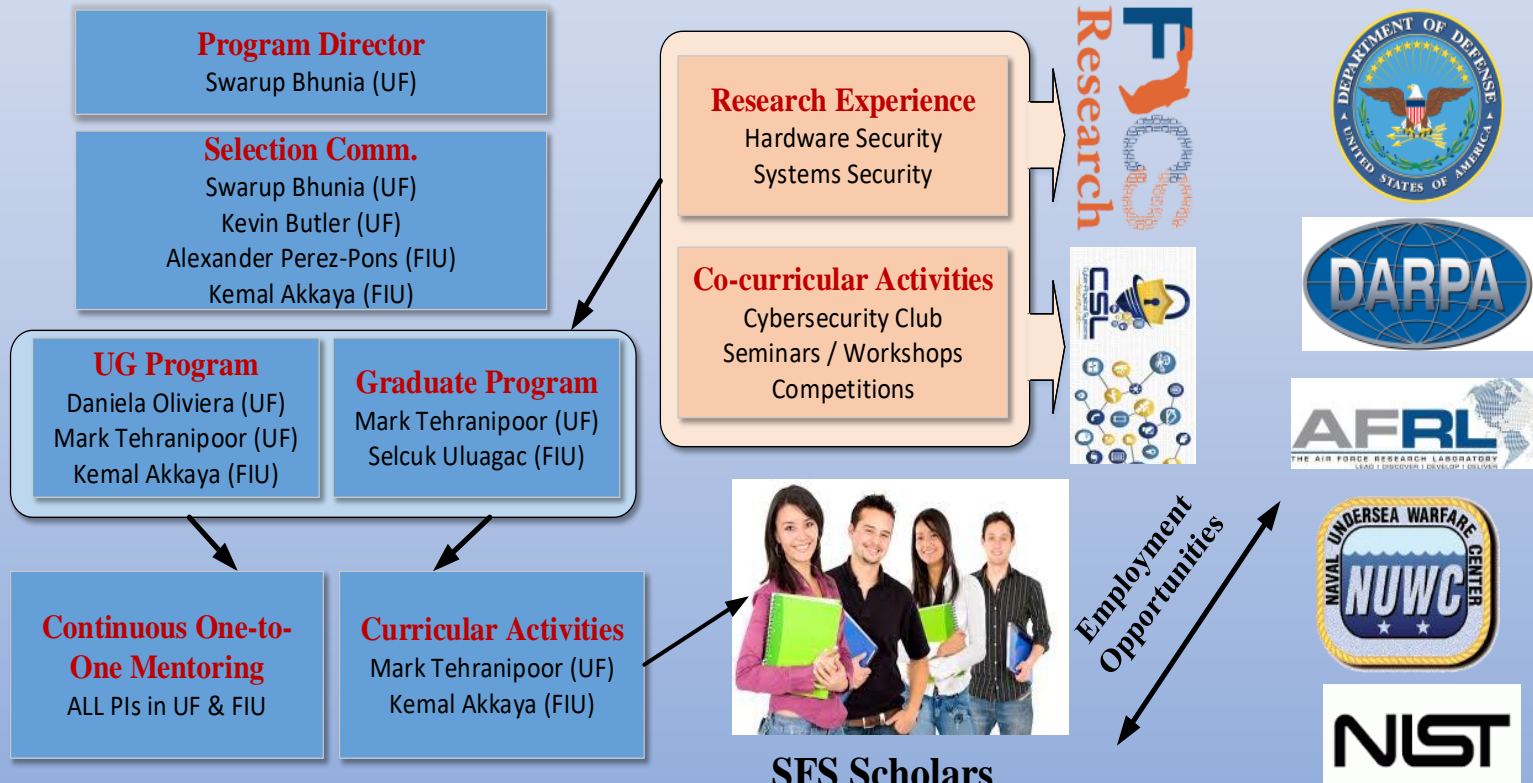 Program Director
Swarup Bhunia (UF)
Selection Comm.
Swarup Bhunia (UF)
Kevin Butler (UF)
Alexander Perez-Pons (FIU)
Kemal Akkaya (FIU)
UG Program
Daniela Oliviera (UF)
Mark Tehranipoor (UF)
Kemal Akkaya (FIU)
Graduate Program
Mark Tehranipoor (UF)
Selcuk Uluagac (FIU)
Continuous One-to-
One Mentoring
ALL PIs in UF & FIU
Curricular Activities
Mark Tehranipoor (UF)
Kemal Akkaya (FIU)
Research Experience
Hardware Security
Systems Security
Co-curricular Activities
Cybersecurity Club
Seminars / Workshops
Competitions
FICS
Research
CSL
SFS Scholars
Employment
Opportunities
DEPARTMENT OF DEFENSE
UNITED STATES OF AMERICA
DARPA
AFRL
THE AIR FORCE RESEARCH LABORATORY
LEAD | DISCOVER | DEVELOP | DELIVER
NAVAL UNDERSEA WARFARE CENTER
NUWC
NIST